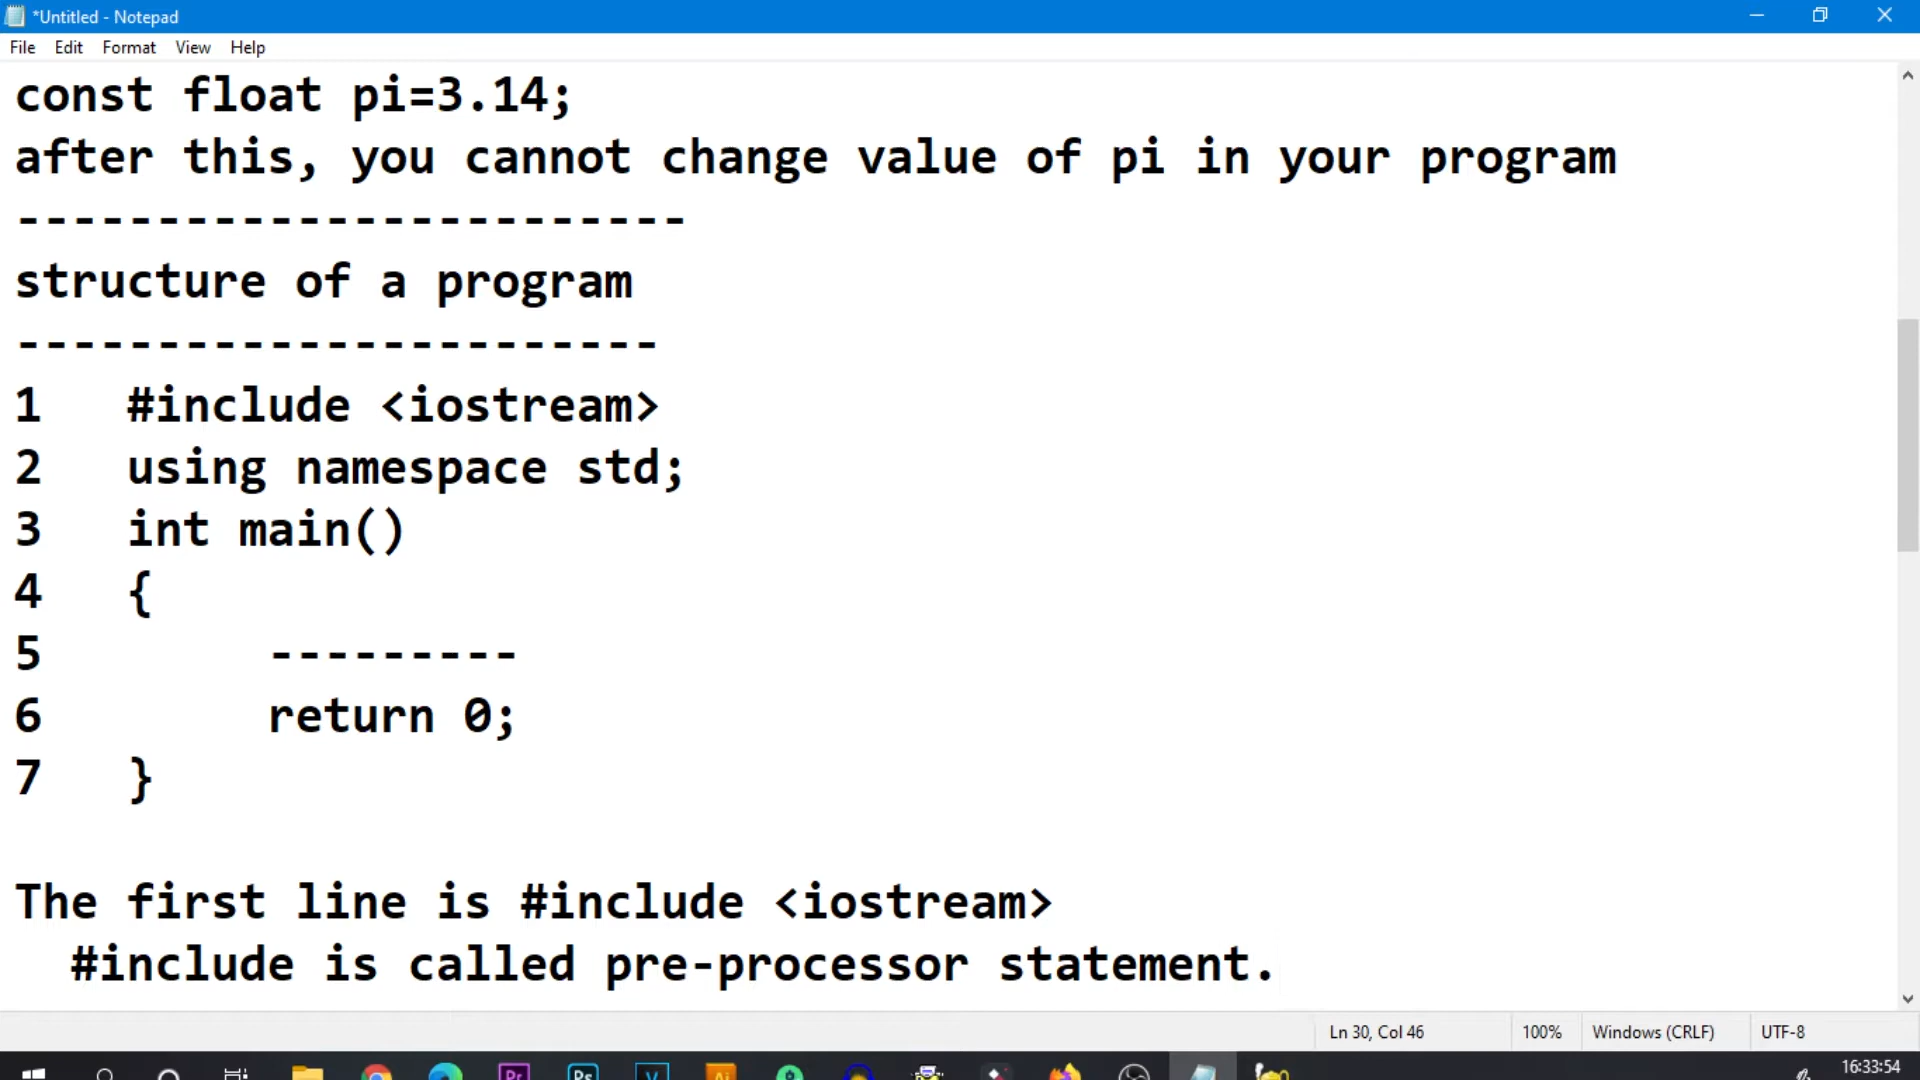 *Untitled - Notepad
File Edit Format View Help
const float pi=3.14;
after this, you cannot change value of pi in your program
------------------------
structure of a program
-----------------------
1   #include <iostream>
2   using namespace std;
3   int main()
4   {
5        ---------
6        return 0;
7   }
The first line is #include <iostream>
  #include is called pre-processor statement.
Ln 30, Col 46 100% Windows (CRLF) UTF-8
Pr Ps V Ai
16:33:54